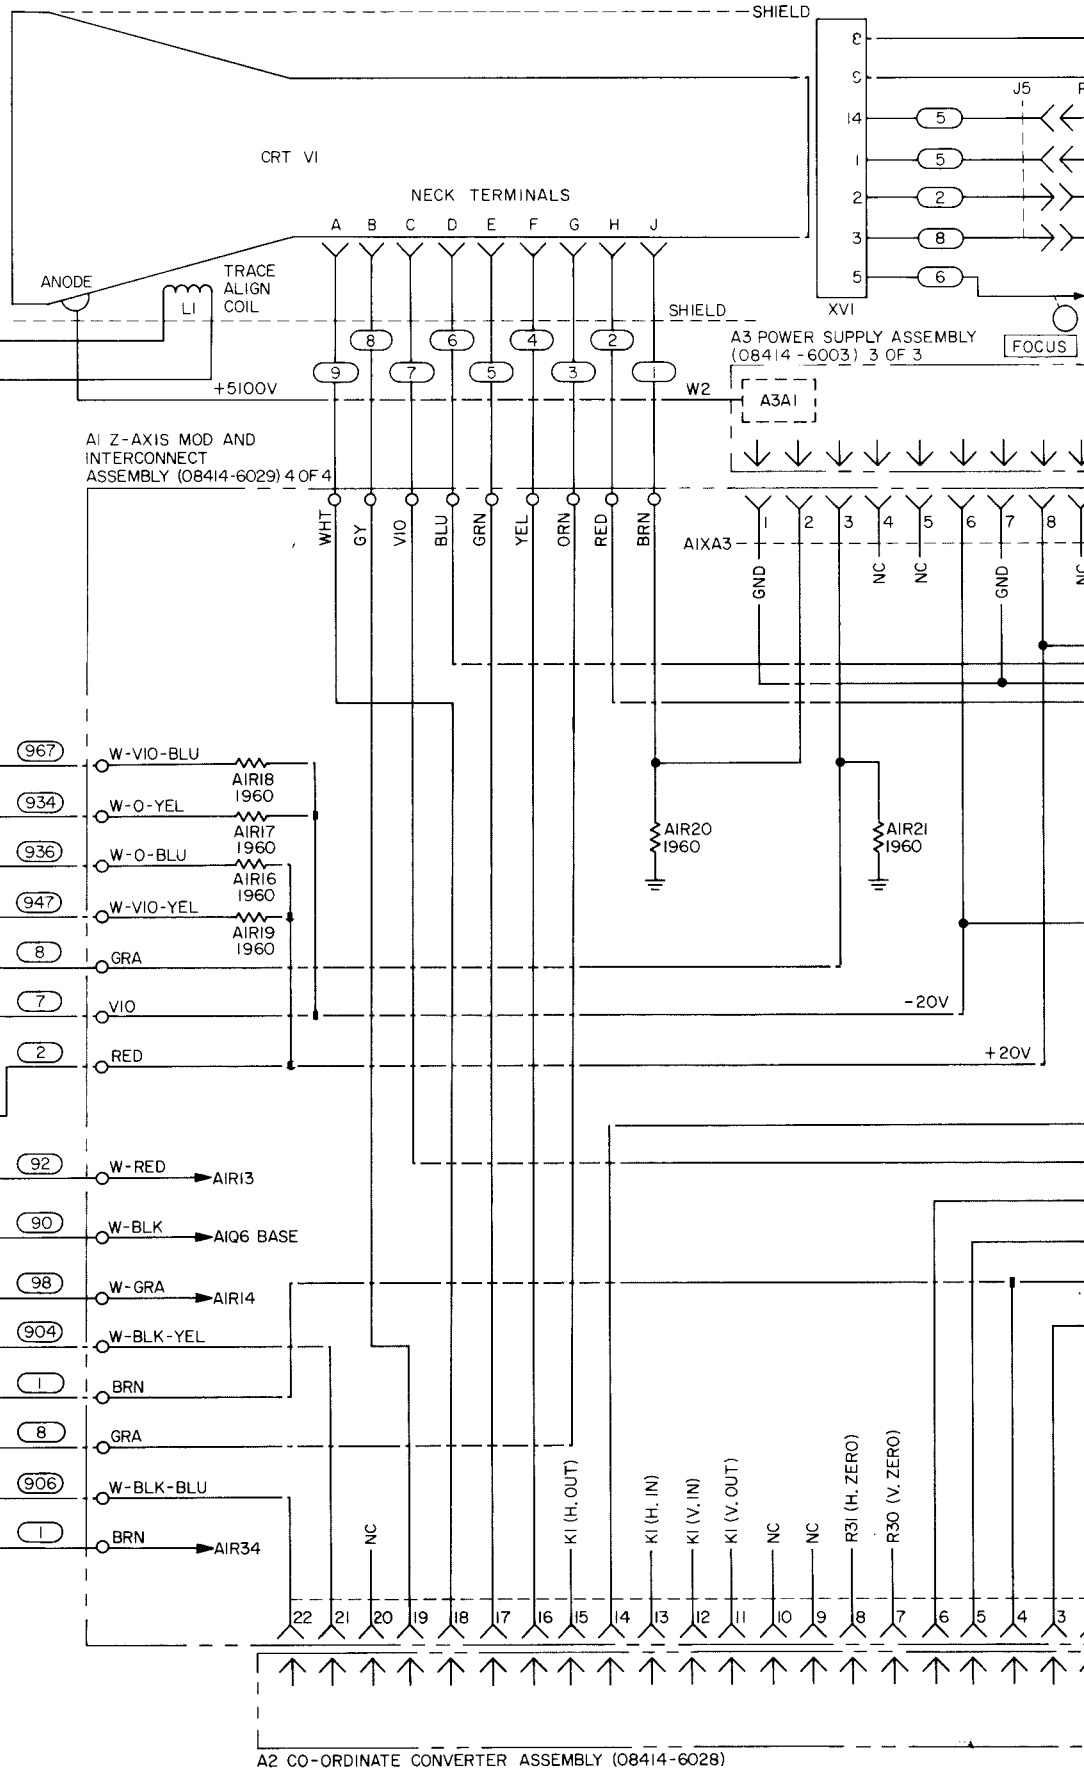 SHIELD
8
9
J5
14
5
CRT V1
1
5
NECK TERMINALS
2
2
A B C D E F G H J
3
8
ANODE
TRACE
ALIGN
COIL
L1
5
6
SHIELD
XV1
8
6
4
2
A3 POWER SUPPLY ASSEMBLY
(08414-6003) 3 OF 3
FOCUS
9
7
5
3
1
+5100V
W2
A3A1
A1 Z-AXIS MOD AND
INTERCONNECT
ASSEMBLY (08414-6029) 4 OF 4
WHT
GY
VIO
BLU
GRN
YEL
ORN
RED
BRN
1 2 3 4 5 6 7 8
A1XA3
GND
NC
NC
GND
NC
967
W-VIO-BLU
A1R18
1960
934
W-O-YEL
A1R17
1960
A1R20
1960
A1R21
1960
936
W-O-BLU
A1R16
1960
947
W-VIO-YEL
A1R19
1960
8
GRA
7
VIO
-20V
2
RED
+20V
92
W-RED
A1R13
90
W-BLK
A1Q6 BASE
98
W-GRA
A1R14
904
W-BLK-YEL
1
BRN
8
GRA
906
W-BLK-BLU
1
BRN
A1R34
NC
K1 (H. OUT)
K1 (H. IN)
K1 (V. IN)
K1 (V. OUT)
NC
NC
R31 (H. ZERO)
R30 (V. ZERO)
22 21 20 19 18 17 16 15 14 13 12 11 10 9 8 7 6 5 4 3
A2 CO-ORDINATE CONVERTER ASSEMBLY (08414-6028)